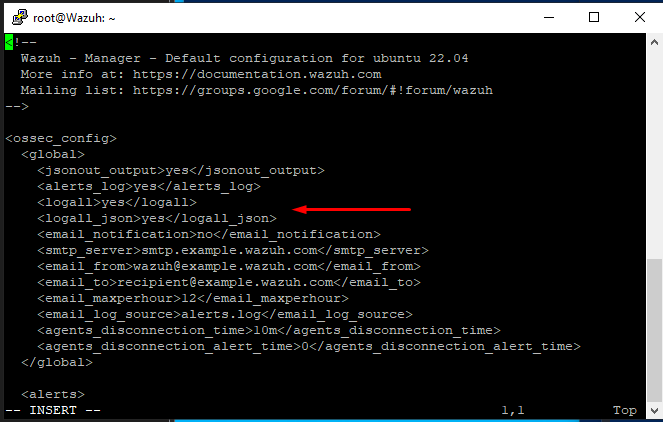 root@Wazuh: ~
<!--
  Wazuh - Manager - Default configuration for ubuntu 22.04
  More info at: https://documentation.wazuh.com
  Mailing list: https://groups.google.com/forum/#!forum/wazuh
-->
<ossec_config>
  <global>
    <jsonout_output>yes</jsonout_output>
    <alerts_log>yes</alerts_log>
    <logall>yes</logall>
    <logall_json>yes</logall_json>
    <email_notification>no</email_notification>
    <smtp_server>smtp.example.wazuh.com</smtp_server>
    <email_from>wazuh@example.wazuh.com</email_from>
    <email_to>recipient@example.wazuh.com</email_to>
    <email_maxperhour>12</email_maxperhour>
    <email_log_source>alerts.log</email_log_source>
    <agents_disconnection_time>10m</agents_disconnection_time>
    <agents_disconnection_alert_time>0</agents_disconnection_alert_time>
  </global>
  <alerts>
-- INSERT -- 1,1 Top